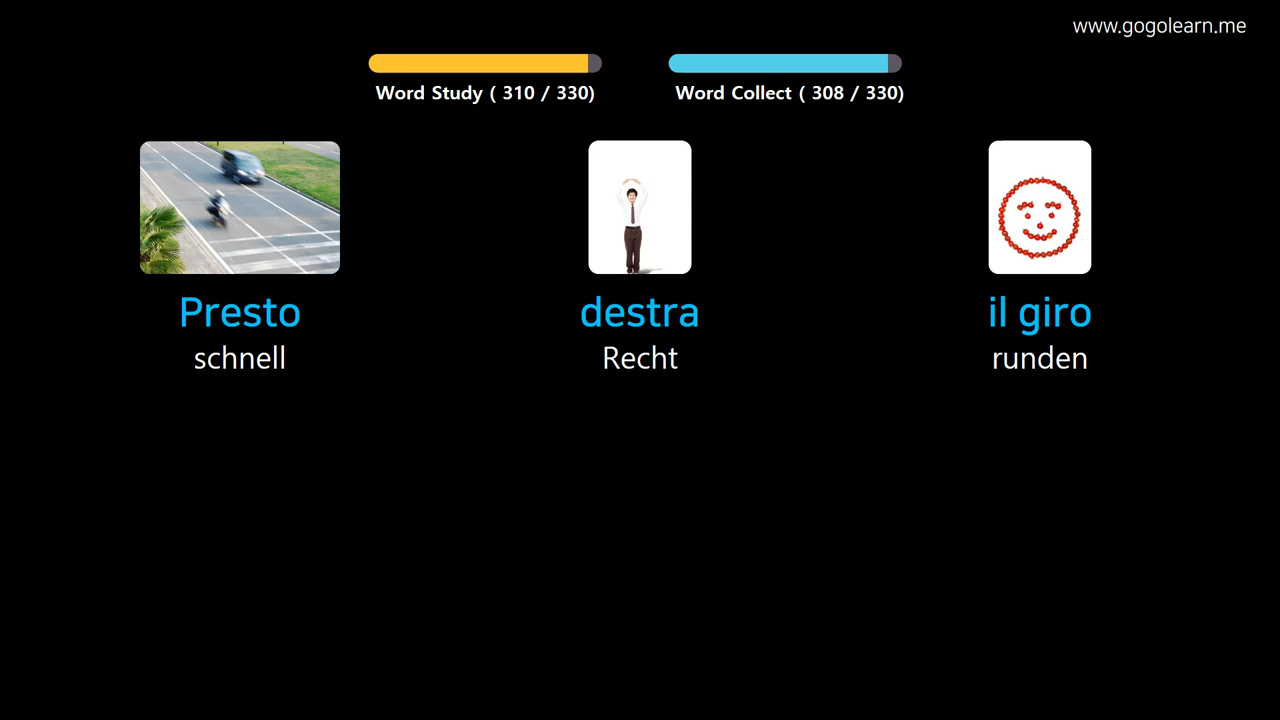 www.gogolearn.me
Word Study ( 310 / 330)
Word Collect ( 308 / 330)
Presto
destra
il giro
schnell
Recht
runden